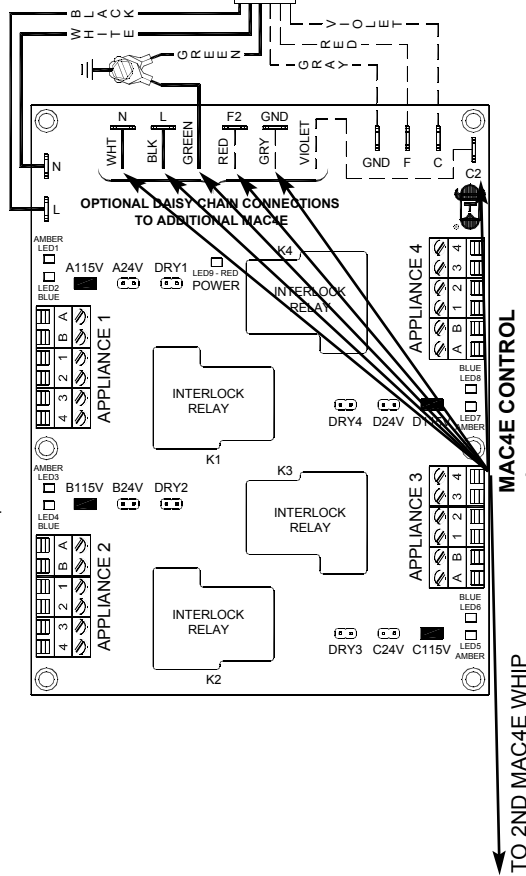 BLACK
WHITE
GREEN
VIOLET
RED
GRAY
N
L
N
L
F2
GND
WHT
BLK
GREEN
RED
GRY
VIOLET
GND
F
C
C2
OPTIONAL DAISY CHAIN CONNECTIONS
TO ADDITIONAL MAC4E
AMBER
LED1
LED2
BLUE
A115V
A24V
DRY1
LED9 - RED
POWER
K4
INTERLOCK
RELAY
A
B
1
2
3
4
APPLIANCE 1
INTERLOCK
RELAY
K1
APPLIANCE 4
4
3
2
1
B
A
BLUE
LED8
LED7
AMBER
DRY4
D24V
D115V
AMBER
LED3
LED4
BLUE
B115V
B24V
DRY2
K3
INTERLOCK
RELAY
A
B
1
2
3
4
APPLIANCE 2
INTERLOCK
RELAY
K2
APPLIANCE 3
4
3
2
1
B
A
BLUE
LED6
LED5
AMBER
DRY3
C24V
C115V
MAC4E CONTROL
TO 2ND MAC4E WHIP